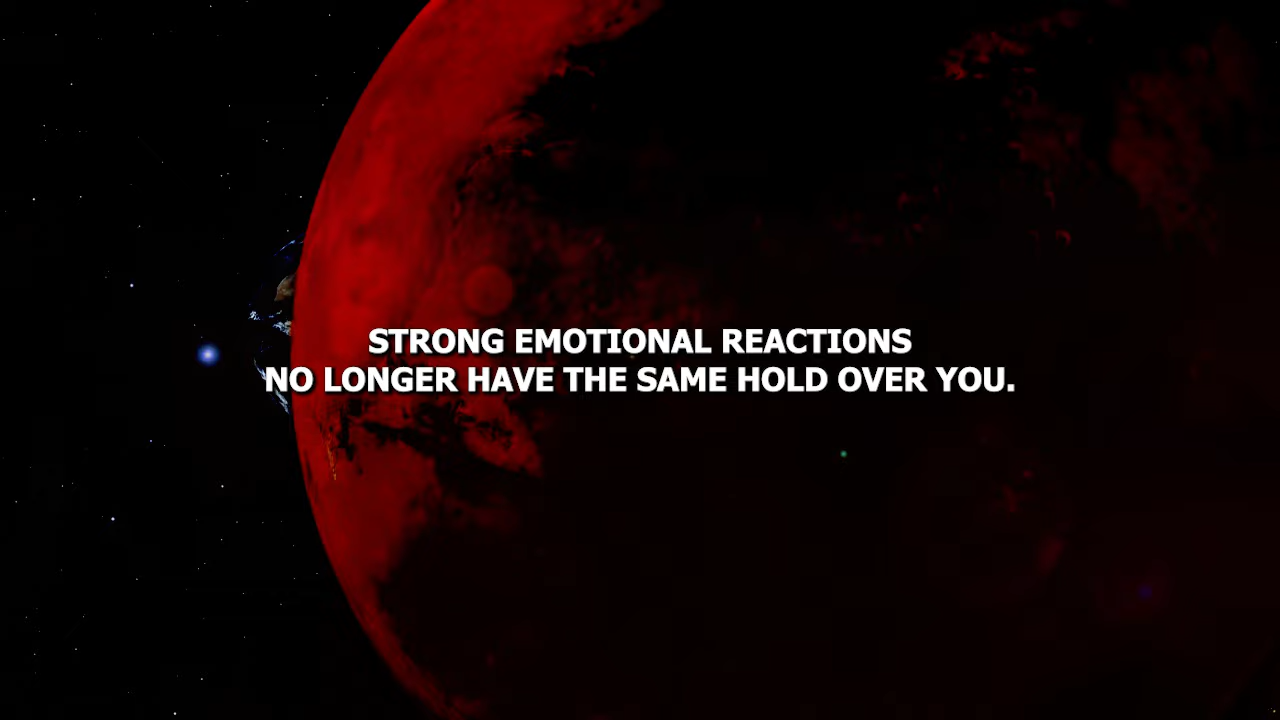 STRONG EMOTIONAL REACTIONS
NO LONGER HAVE THE SAME HOLD OVER YOU.